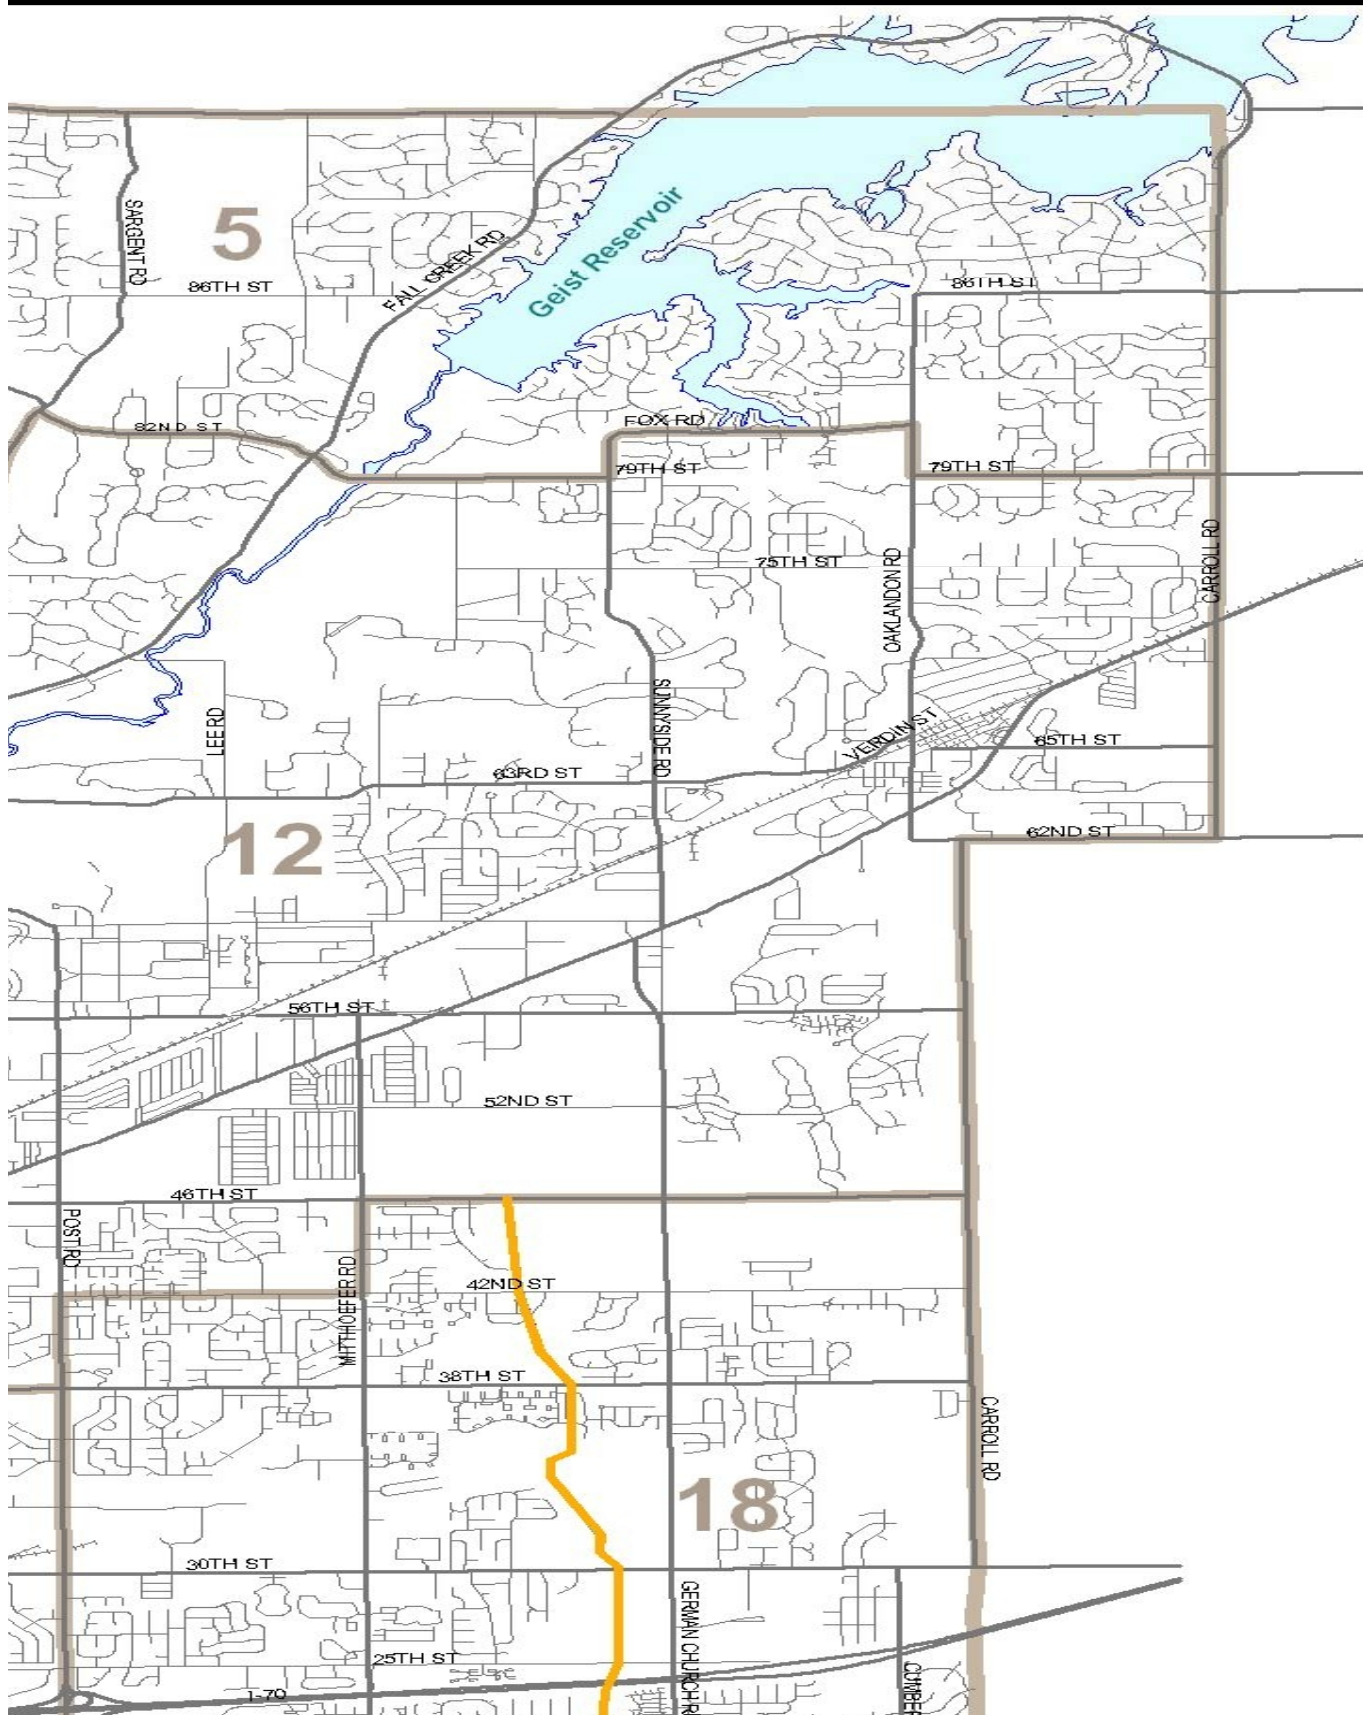 SARGENT RD
5
FALL CREEK RD
Geist Reservoir
86TH ST
86TH ST
82ND ST
FOX RD
79TH ST
79TH ST
CARROLL RD
75TH ST
OAKLANDON RD
LEE RD
SUNNYSIDE RD
VERDIN ST
65TH ST
63RD ST
12
62ND ST
56TH ST
52ND ST
46TH ST
POST RD
MITTHOEFER RD
42ND ST
38TH ST
CARROLL RD
18
30TH ST
GERMAN CHURCH R
25TH ST
CUMBER
I-70